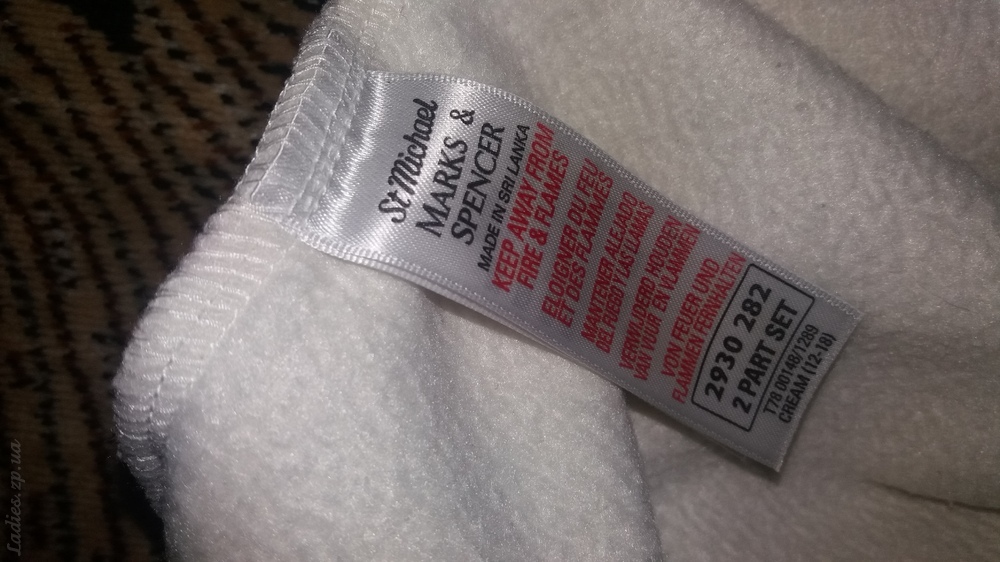 St Michael
MARKS &
SPENCER
MADE IN SRI LANKA
KEEP AWAY FROM
FIRE & FLAMES
ELOIGNER DU FEU
ET DES FLAMMES
MANTENER ALEJADO
DEL FUEGO Y LAS LLAMAS
VERWIJDERD HOUDEN
VAN VUUR EN VLAMMEN
VON FEUER UND
FLAMMEN FERNHALTEN
2930 282
2 PART SET
T78 00148/1289
CREAM (12-18)
Ladies.zp.ua